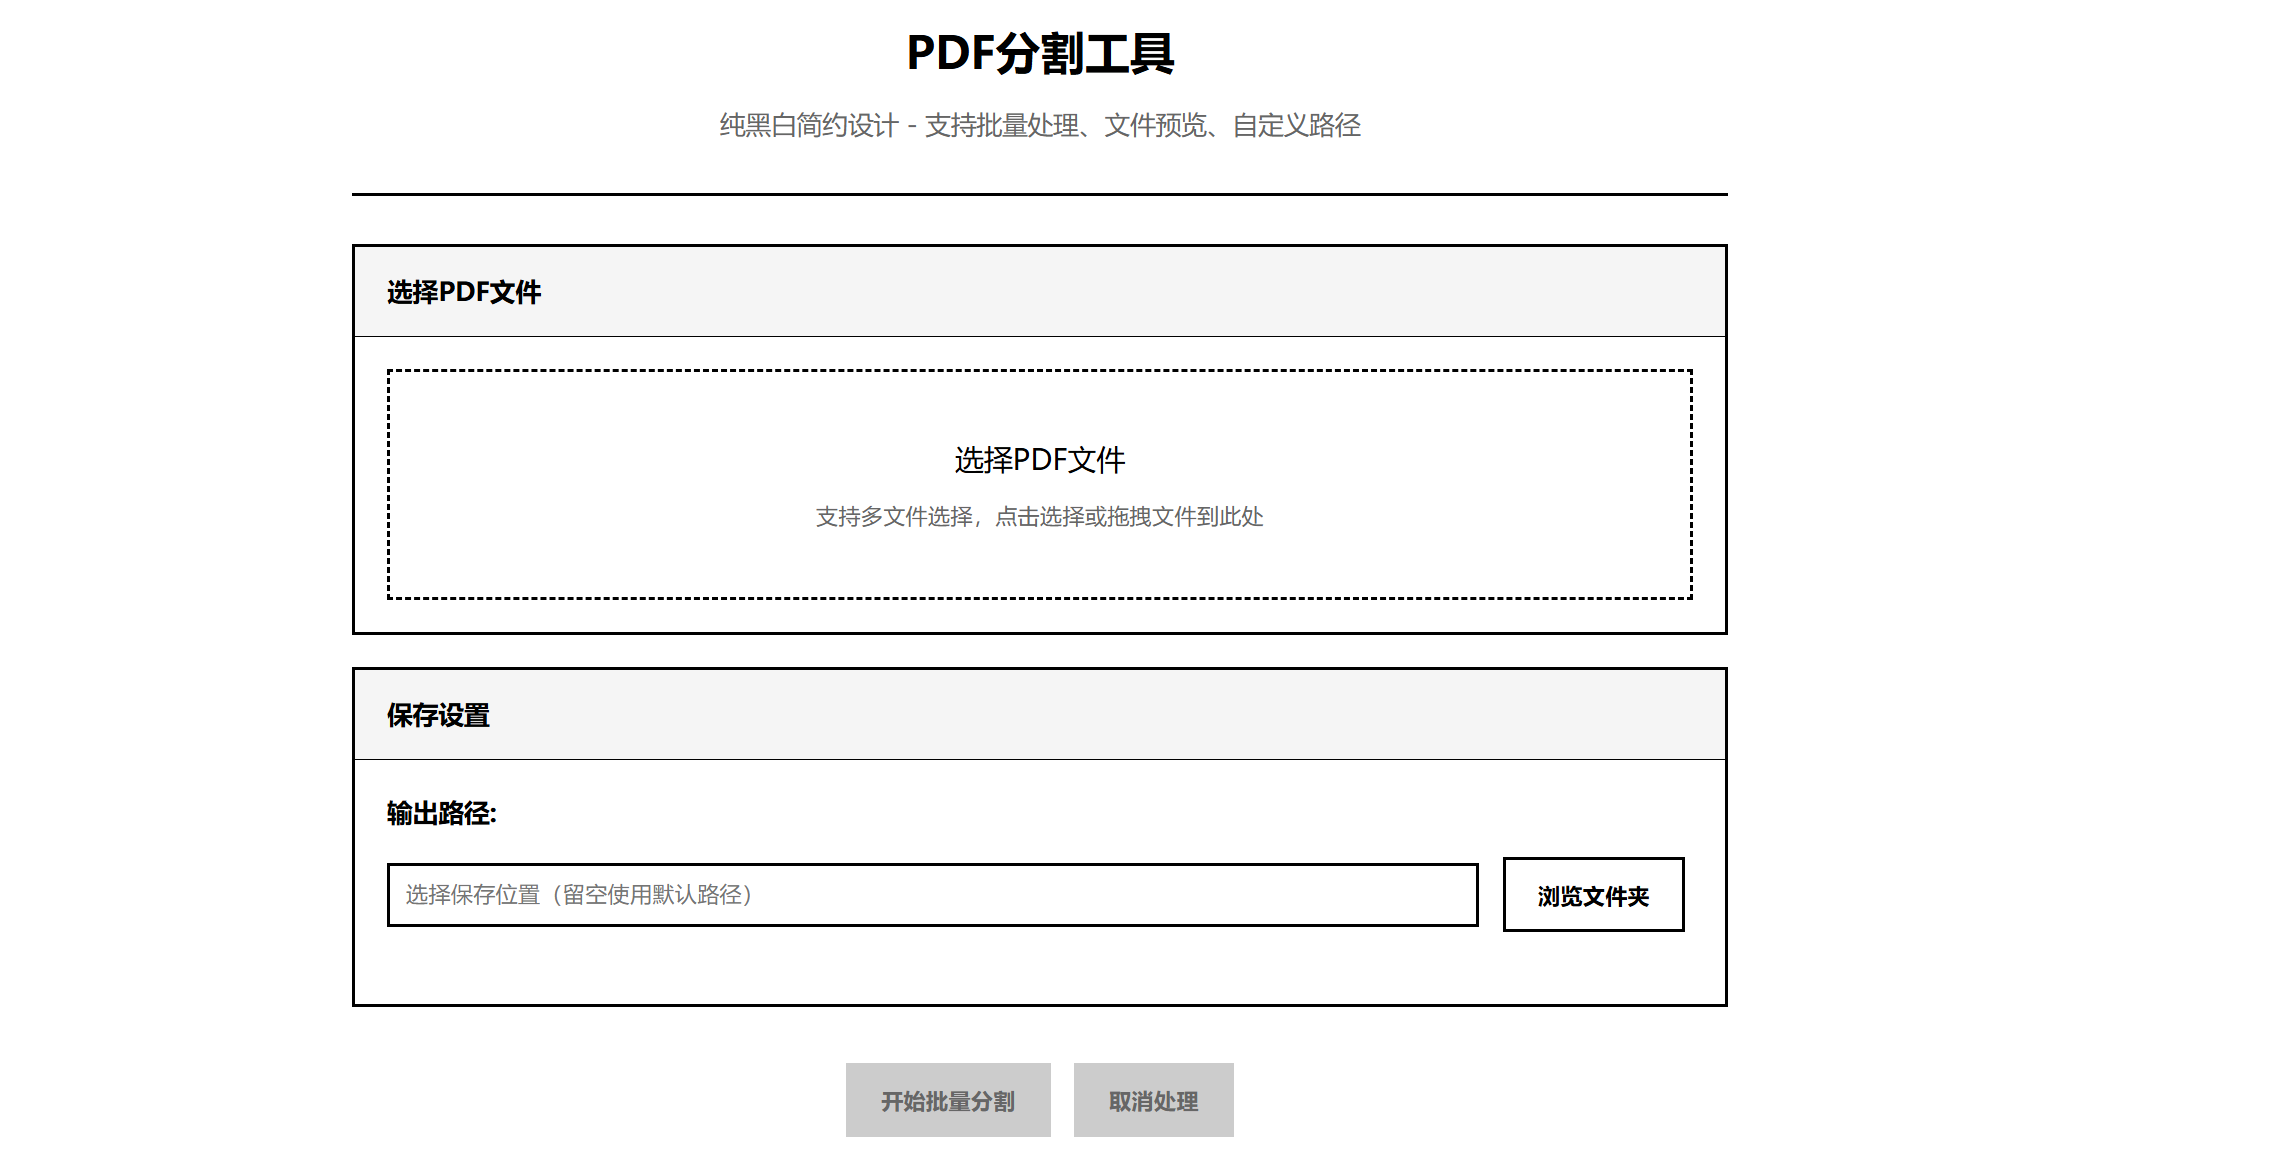 PDF分割工具
纯黑白简约设计 - 支持批量处理、文件预览、自定义路径
选择PDF文件
选择PDF文件
支持多文件选择，点击选择或拖拽文件到此处
保存设置
输出路径:
选择保存位置（留空使用默认路径）
浏览文件夹
开始批量分割
取消处理